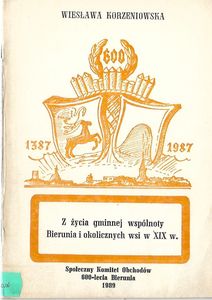 WIESŁAWA KORZENIOWSKA
600
1387 1987
Z życia gminnej wspólnoty
Bierunia i okolicznych wsi w XIX w.
Społeczny Komitet Obchodów
600-lecia Bierunia
1989